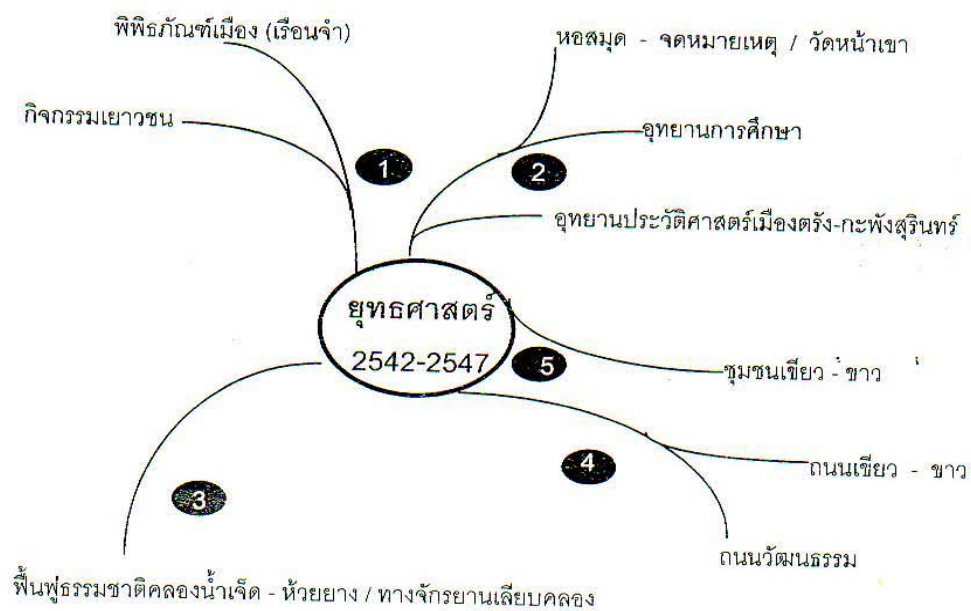 พิพิธภัณฑ์เมือง (เรือนจำ)
หอสมุด - จดหมายเหตุ / วัดหน้าเขา
กิจกรรมเยาวชน
อุทยานการศึกษา
1
2
อุทยานประวัติศาสตร์เมืองตรัง-กะพังสุรินทร์
ยุทธศาสตร์
2542-2547
5
ชุมชนเขียว - ขาว
4
ถนนเขียว - ขาว
3
ถนนวัฒนธรรม
ฟื้นฟูธรรมชาติคลองน้ำเจ็ด - ห้วยยาง / ทางจักรยานเลียบคลอง